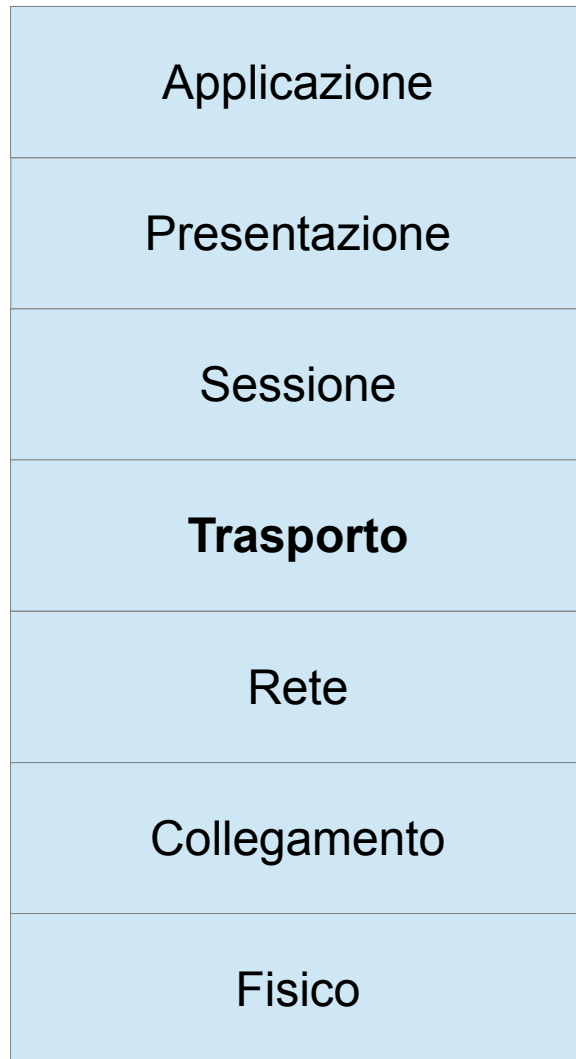 Applicazione
Presentazione
Sessione
Trasporto
Rete
Collegamento
Fisico